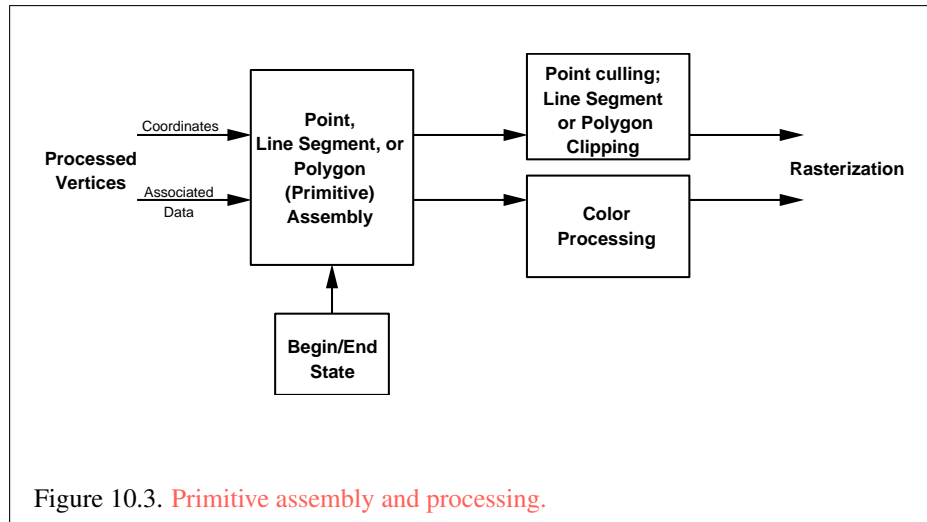 Coordinates
Processed
Vertices
Associated
Data
Point,
Line Segment, or
Polygon
(Primitive)
Assembly
Begin/End
State
Point culling;
Line Segment
or Polygon
Clipping
Color
Processing
Rasterization
Figure 10.3. Primitive assembly and processing.